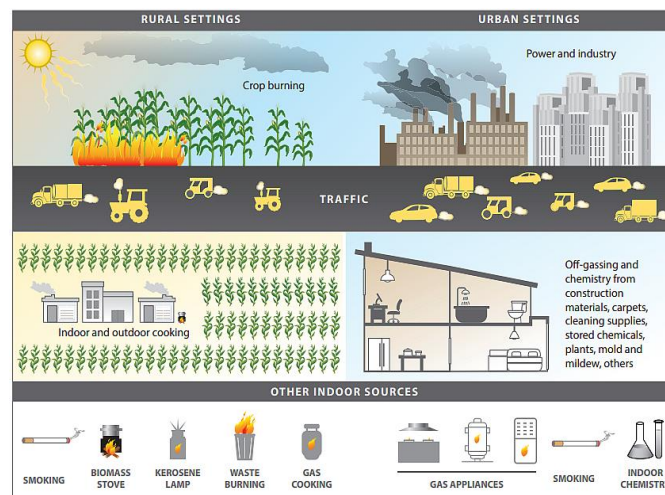 RURAL SETTINGS
URBAN SETTINGS
Crop burning
Power and industry
TRAFFIC
Indoor and outdoor cooking
Off-gassing and
chemistry from
construction
materials, carpets,
cleaning supplies,
stored chemicals,
plants, mold and
mildew, others
OTHER INDOOR SOURCES
SMOKING
BIOMASS
STOVE
KEROSENE
LAMP
WASTE
BURNING
GAS
COOKING
GAS APPLIANCES
SMOKING
INDOOR
CHEMISTR